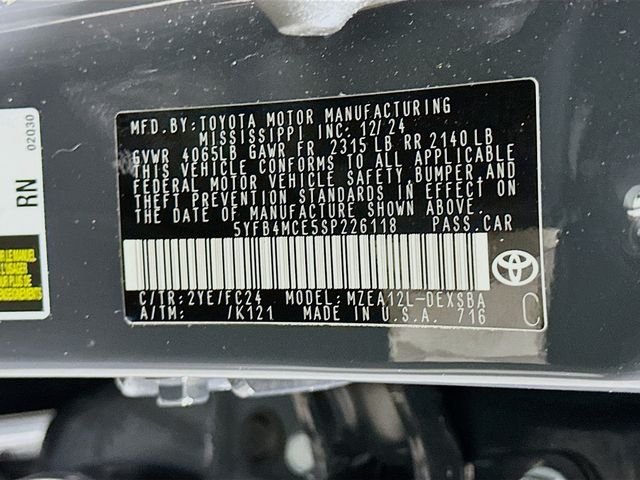 MFD.BY:TOYOTA MOTOR MANUFACTURING
MISSISSIPPI INC. 12/24
GVWR 4065LB GAWR FR 2315 LB RR 2140 LB
THIS VEHICLE CONFORMS TO ALL APPLICABLE
FEDERAL MOTOR VEHICLE SAFETY, BUMPER, AND
THEFT PREVENTION STANDARDS IN EFFECT ON
THE DATE OF MANUFACTURE SHOWN ABOVE.
5YFB4MCE5SP226118 PASS.CAR
C/TR:2YE/FC24 MODEL:MZEA12L-DEXSBA
A/TM: /K121 MADE IN U.S.A. 716
C
02030
RN